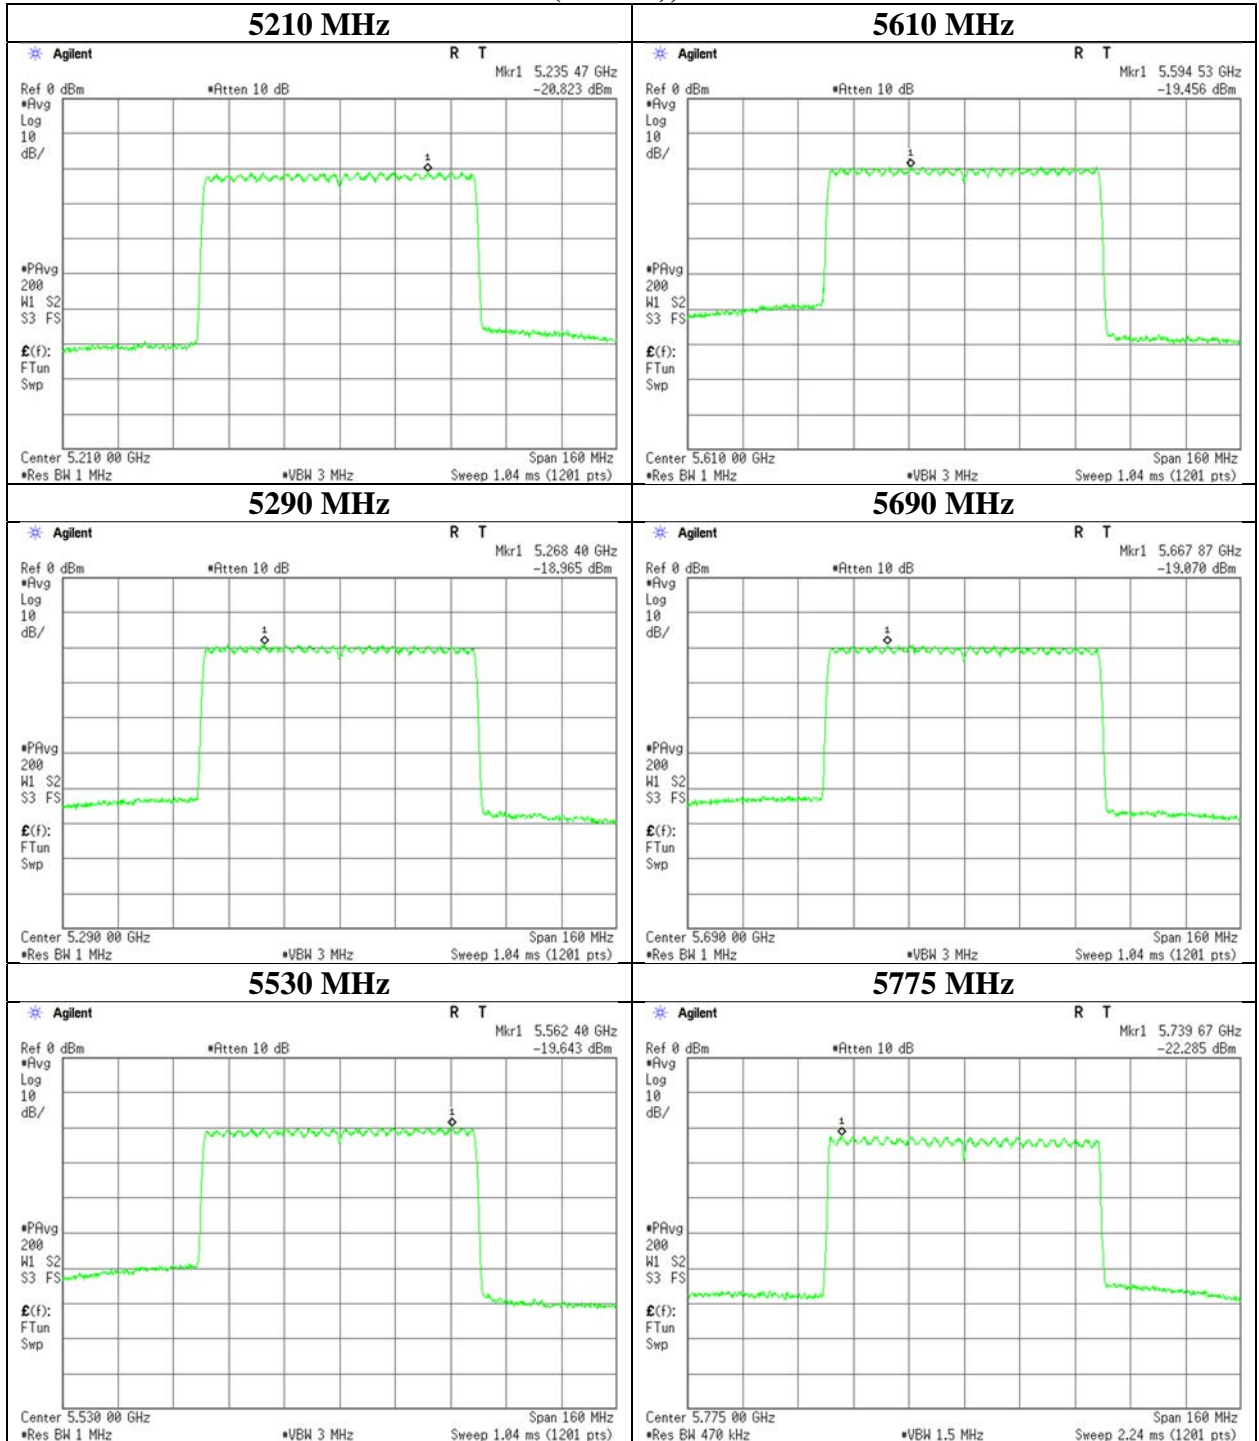 5210 MHz
Agilent R T
Mkr1 5.235 47 GHz
Ref 0 dBm #Atten 10 dB -20.823 dBm
#Avg
Log
10
dB/
1
#PAvg
200
W1 S2
S3 FS
£(f):
FTun
Swp
Center 5.210 00 GHz Span 160 MHz
#Res BW 1 MHz #VBW 3 MHz Sweep 1.04 ms (1201 pts)
5610 MHz
Agilent R T
Mkr1 5.594 53 GHz
Ref 0 dBm #Atten 10 dB -19.456 dBm
#Avg
Log
10
dB/
1
#PAvg
200
W1 S2
S3 FS
£(f):
FTun
Swp
Center 5.610 00 GHz Span 160 MHz
#Res BW 1 MHz #VBW 3 MHz Sweep 1.04 ms (1201 pts)
5290 MHz
Agilent R T
Mkr1 5.268 40 GHz
Ref 0 dBm #Atten 10 dB -18.965 dBm
#Avg
Log
10
dB/
1
#PAvg
200
W1 S2
S3 FS
£(f):
FTun
Swp
Center 5.290 00 GHz Span 160 MHz
#Res BW 1 MHz #VBW 3 MHz Sweep 1.04 ms (1201 pts)
5690 MHz
Agilent R T
Mkr1 5.667 87 GHz
Ref 0 dBm #Atten 10 dB -19.070 dBm
#Avg
Log
10
dB/
1
#PAvg
200
W1 S2
S3 FS
£(f):
FTun
Swp
Center 5.690 00 GHz Span 160 MHz
#Res BW 1 MHz #VBW 3 MHz Sweep 1.04 ms (1201 pts)
5530 MHz
Agilent R T
Mkr1 5.562 40 GHz
Ref 0 dBm #Atten 10 dB -19.643 dBm
#Avg
Log
10
dB/
1
#PAvg
200
W1 S2
S3 FS
£(f):
FTun
Swp
Center 5.530 00 GHz Span 160 MHz
#Res BW 1 MHz #VBW 3 MHz Sweep 1.04 ms (1201 pts)
5775 MHz
Agilent R T
Mkr1 5.739 67 GHz
Ref 0 dBm #Atten 10 dB -22.285 dBm
#Avg
Log
10
dB/
1
#PAvg
200
W1 S2
S3 FS
£(f):
FTun
Swp
Center 5.775 00 GHz Span 160 MHz
#Res BW 470 kHz #VBW 1.5 MHz Sweep 2.24 ms (1201 pts)